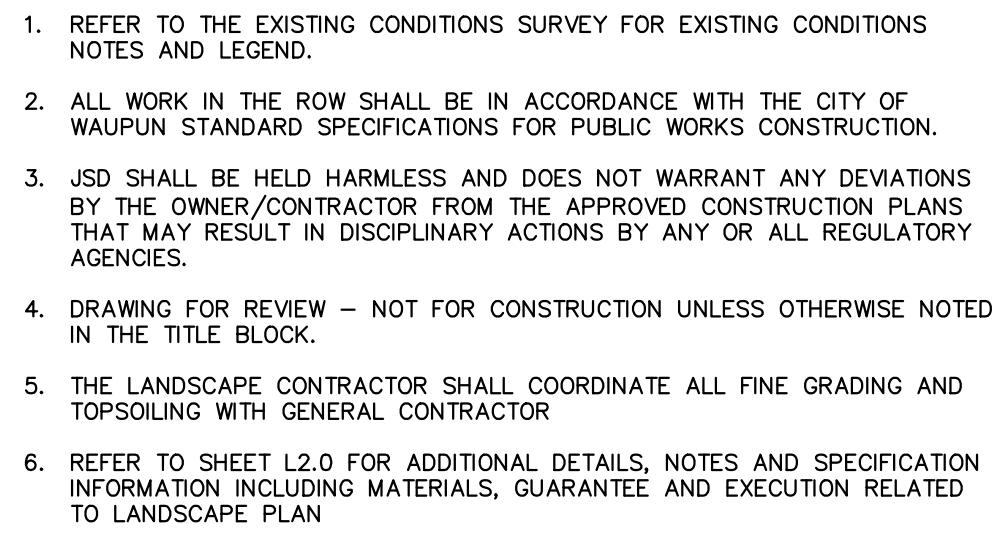 1. REFER TO THE EXISTING CONDITIONS SURVEY FOR EXISTING CONDITIONS
NOTES AND LEGEND.
2. ALL WORK IN THE ROW SHALL BE IN ACCORDANCE WITH THE CITY OF
WAUPUN STANDARD SPECIFICATIONS FOR PUBLIC WORKS CONSTRUCTION.
3. JSD SHALL BE HELD HARMLESS AND DOES NOT WARRANT ANY DEVIATIONS
BY THE OWNER/CONTRACTOR FROM THE APPROVED CONSTRUCTION PLANS
THAT MAY RESULT IN DISCIPLINARY ACTIONS BY ANY OR ALL REGULATORY
AGENCIES.
4. DRAWING FOR REVIEW – NOT FOR CONSTRUCTION UNLESS OTHERWISE NOTED
IN THE TITLE BLOCK.
5. THE LANDSCAPE CONTRACTOR SHALL COORDINATE ALL FINE GRADING AND
TOPSOILING WITH GENERAL CONTRACTOR
6. REFER TO SHEET L2.0 FOR ADDITIONAL DETAILS, NOTES AND SPECIFICATION
INFORMATION INCLUDING MATERIALS, GUARANTEE AND EXECUTION RELATED
TO LANDSCAPE PLAN